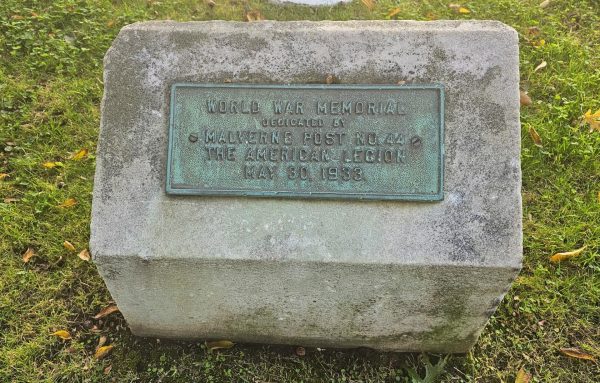 WORLD WAR MEMORIAL
DEDICATED BY
MALVERNE POST NO. 44
THE AMERICAN LEGION
MAY 30, 1933